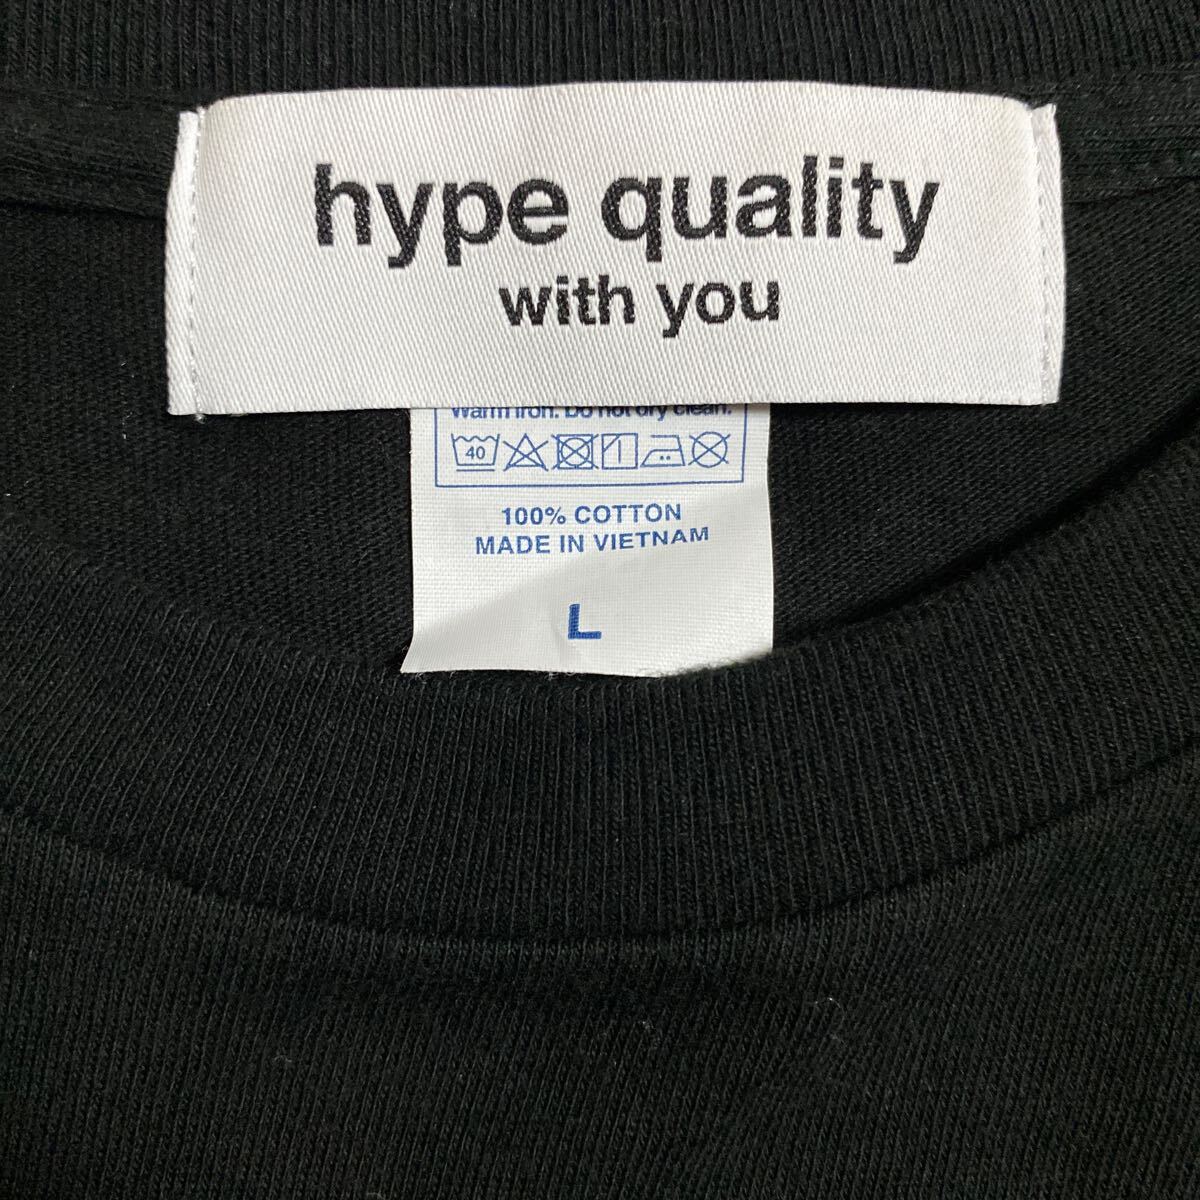 hype quality
with you
Warm iron. Do not dry clean.
40
100% COTTON
MADE IN VIETNAM
L